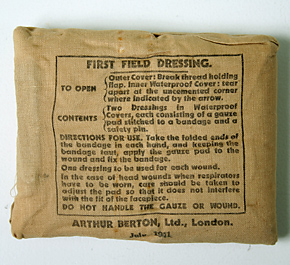 FIRST FIELD DRESSING.
Outer Cover: Break thread holding
TO OPEN flap. Inner Waterproof Cover: tear
apart at the uncemented corner
where indicated by the arrow.
Two Dressings in Waterproof
CONTENTS Covers, each consisting of a gauze
pad stitched to a bandage and a
safety pin.
DIRECTIONS FOR USE. Take the folded ends of
the bandage in each hand, and keeping the
bandage taut, apply the gauze pad to the
wound and fix the bandage.
One dressing to be used for each wound.
In the case of head wounds when respirators
have to be worn, care should be taken to
adjust the pad so that it does not interfere
with the fit of the facepiece.
DO NOT HANDLE THE GAUZE OR WOUND.
ARTHUR BERTON, Ltd., London.
1941